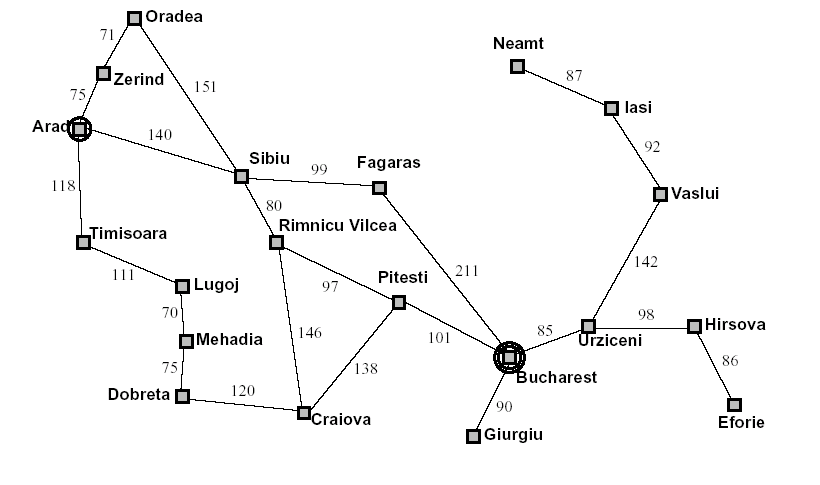 Oradea
71
Neamt
Zerind
87
75
151
Iasi
Arad
140
92
Sibiu
Fagaras
99
118
Vaslui
80
Timisoara
Rimnicu Vilcea
142
111
211
Lugoj
97
Pitesti
70
98
Hirsova
146
101
85
Urziceni
Mehadia
75
138
86
Bucharest
Dobreta
120
90
Craiova
Eforie
Giurgiu